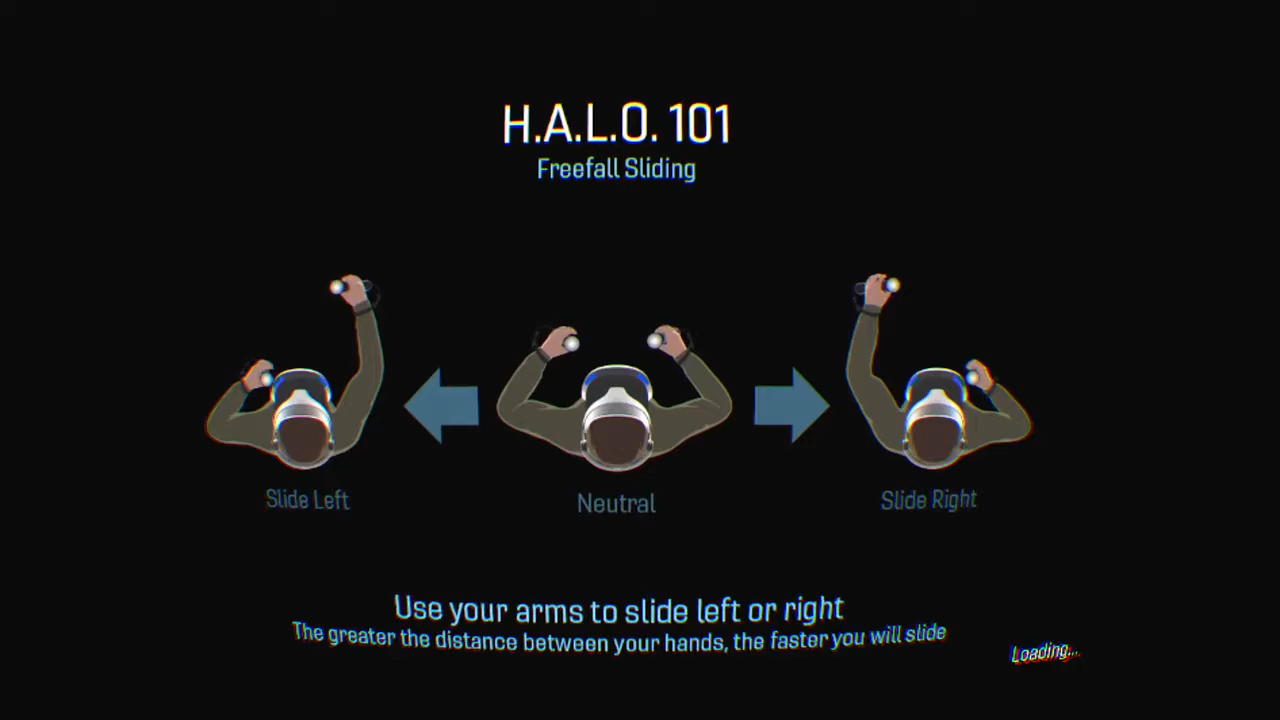 H.A.L.O. 101
Freefall Sliding
Slide Left
Neutral
Slide Right
Use your arms to slide left or right
The greater the distance between your hands, the faster you will slide
Loading...